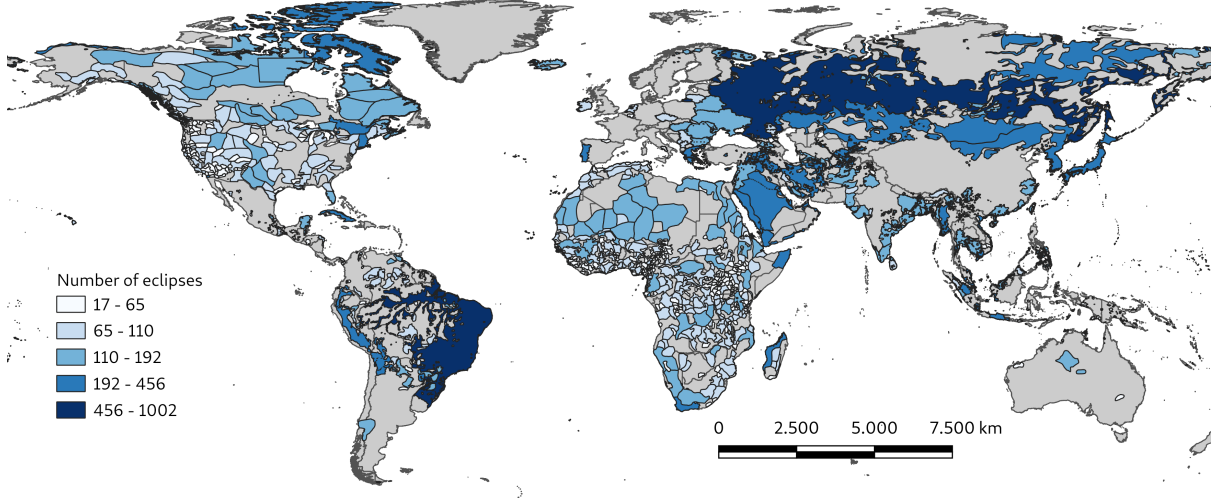 Number of eclipses
17 - 65
65 - 110
110 - 192
192 - 456
456 - 1002
0 2.500 5.000 7.500 km